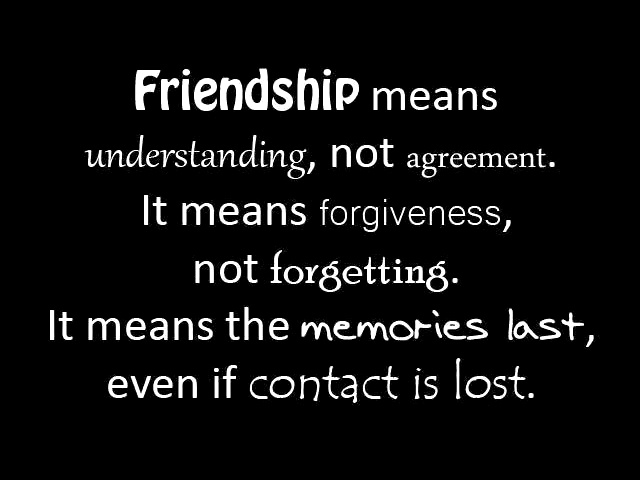 Friendship means
understanding, not agreement.
It means forgiveness,
not forgetting.
It means the memories last,
even if contact is lost.